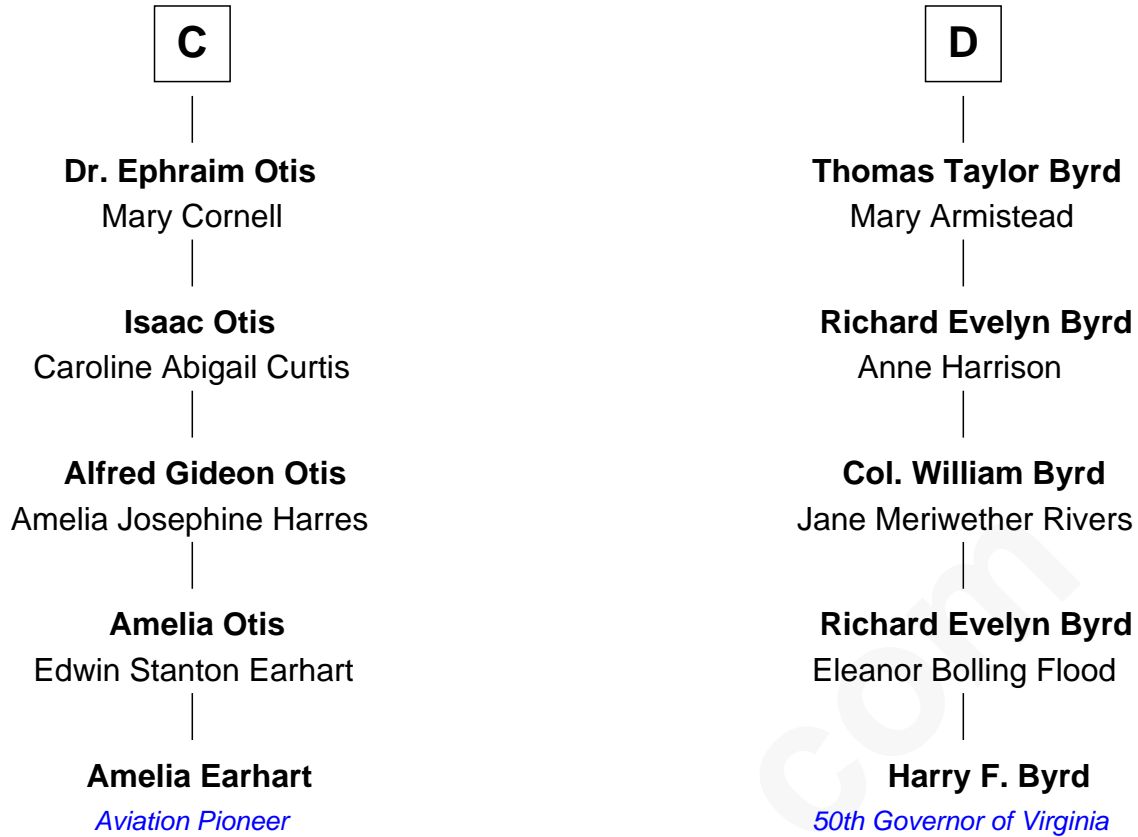 C
Dr. Ephraim Otis
Mary Cornell
Isaac Otis
Caroline Abigail Curtis
Alfred Gideon Otis
Amelia Josephine Harres
Amelia Otis
Edwin Stanton Earhart
Amelia Earhart
Aviation Pioneer
D
Thomas Taylor Byrd
Mary Armistead
Richard Evelyn Byrd
Anne Harrison
Col. William Byrd
Jane Meriwether Rivers
Richard Evelyn Byrd
Eleanor Bolling Flood
Harry F. Byrd
50th Governor of Virginia
com